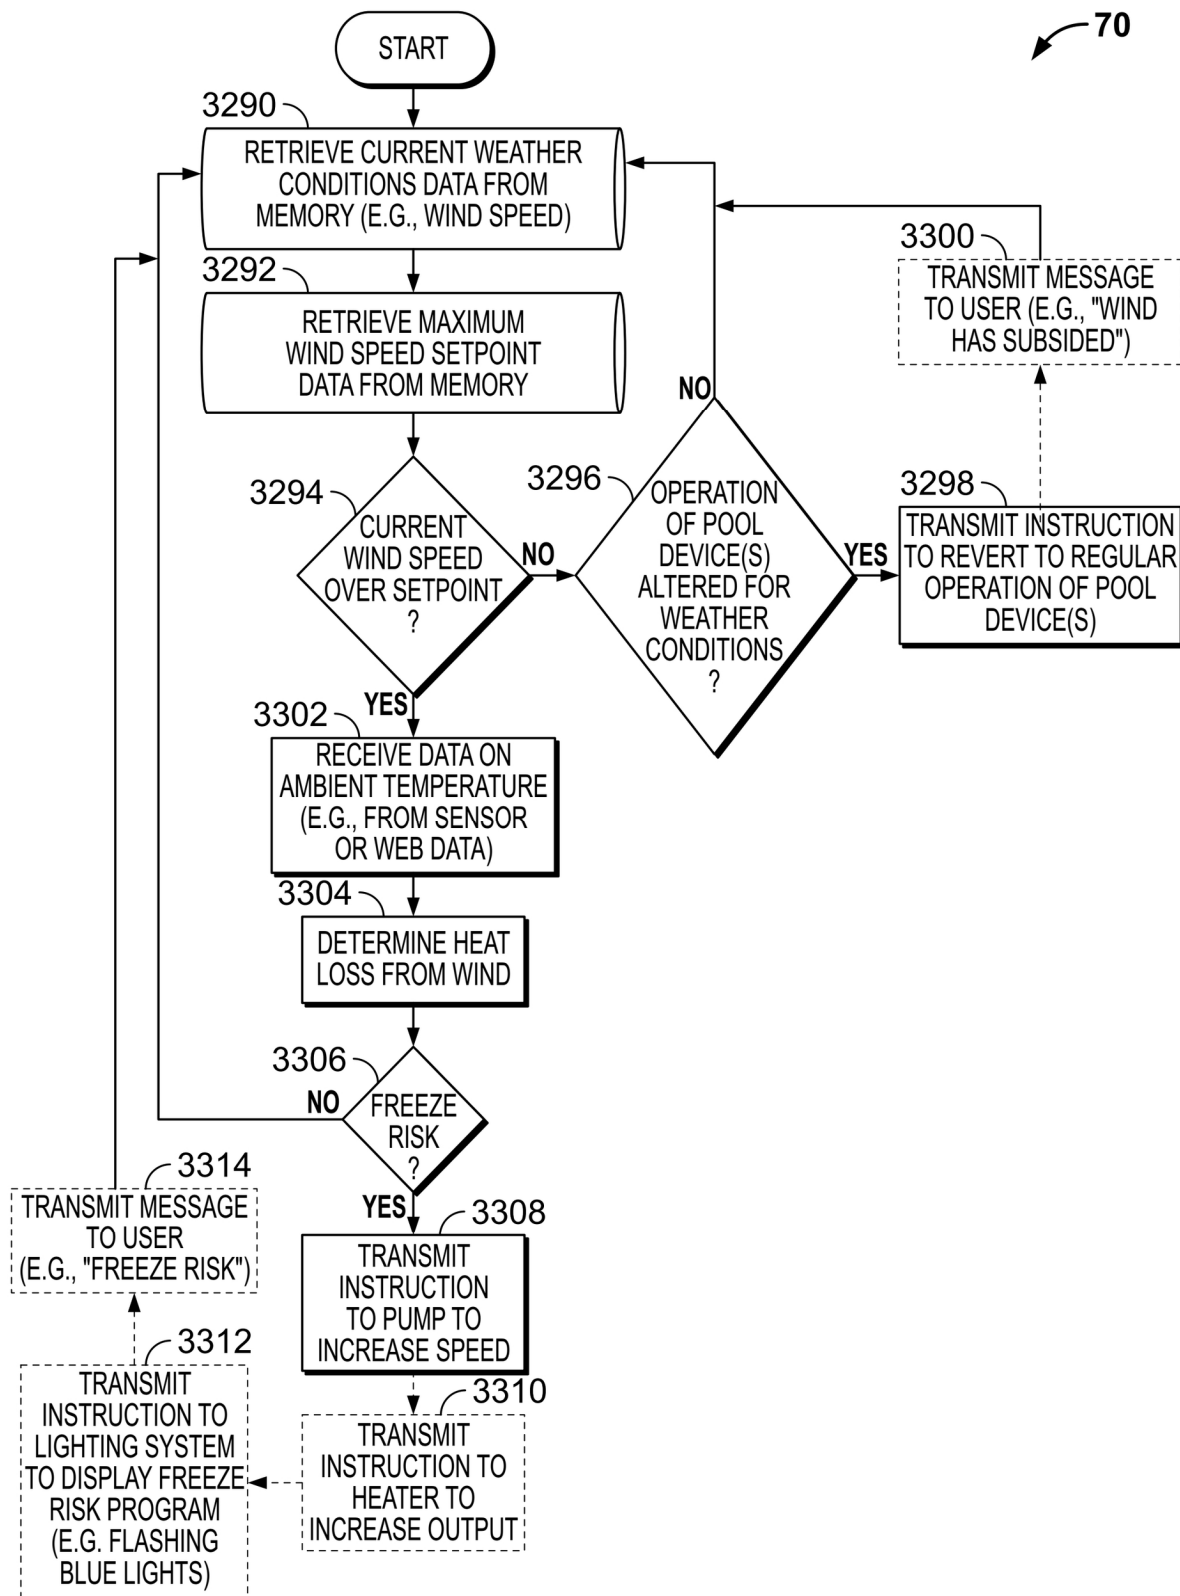 70
START
3290
RETRIEVE CURRENT WEATHER
CONDITIONS DATA FROM
MEMORY (E.G., WIND SPEED)
3292
RETRIEVE MAXIMUM
WIND SPEED SETPOINT
DATA FROM MEMORY
3294
CURRENT
WIND SPEED
OVER SETPOINT
?
NO
YES
3296
OPERATION
OF POOL
DEVICE(S)
ALTERED FOR
WEATHER
CONDITIONS
?
NO
YES
3298
TRANSMIT INSTRUCTION
TO REVERT TO REGULAR
OPERATION OF POOL
DEVICE(S)
3300
TRANSMIT MESSAGE
TO USER (E.G., "WIND
HAS SUBSIDED")
3302
RECEIVE DATA ON
AMBIENT TEMPERATURE
(E.G., FROM SENSOR
OR WEB DATA)
3304
DETERMINE HEAT
LOSS FROM WIND
3306
FREEZE
RISK
?
NO
YES
3308
TRANSMIT
INSTRUCTION
TO PUMP TO
INCREASE SPEED
3310
TRANSMIT
INSTRUCTION TO
HEATER TO
INCREASE OUTPUT
3312
TRANSMIT
INSTRUCTION TO
LIGHTING SYSTEM
TO DISPLAY FREEZE
RISK PROGRAM
(E.G. FLASHING
BLUE LIGHTS)
3314
TRANSMIT MESSAGE
TO USER
(E.G., "FREEZE RISK")